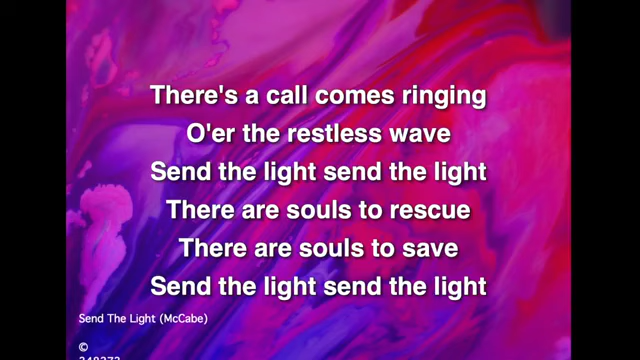 There's a call comes ringing
O'er the restless wave
Send the light send the light
There are souls to rescue
There are souls to save
Send the light send the light
Send The Light (McCabe)
©